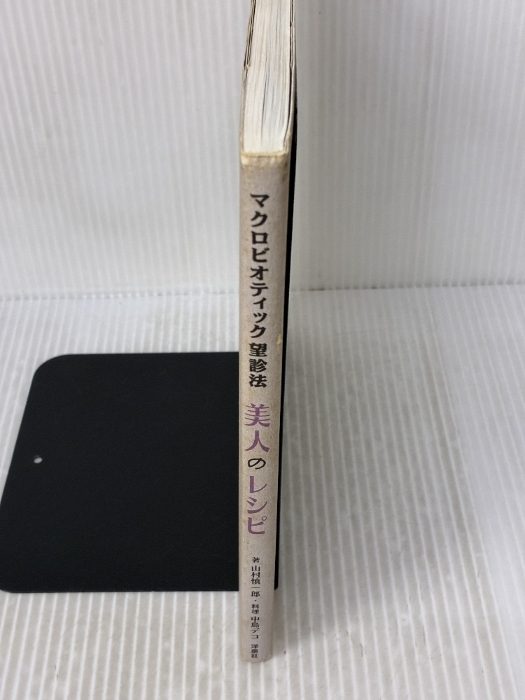 マクロビオティック望診法
美人のレシピ
著 山村慎一郎・料理 中島デコ 洋泉社